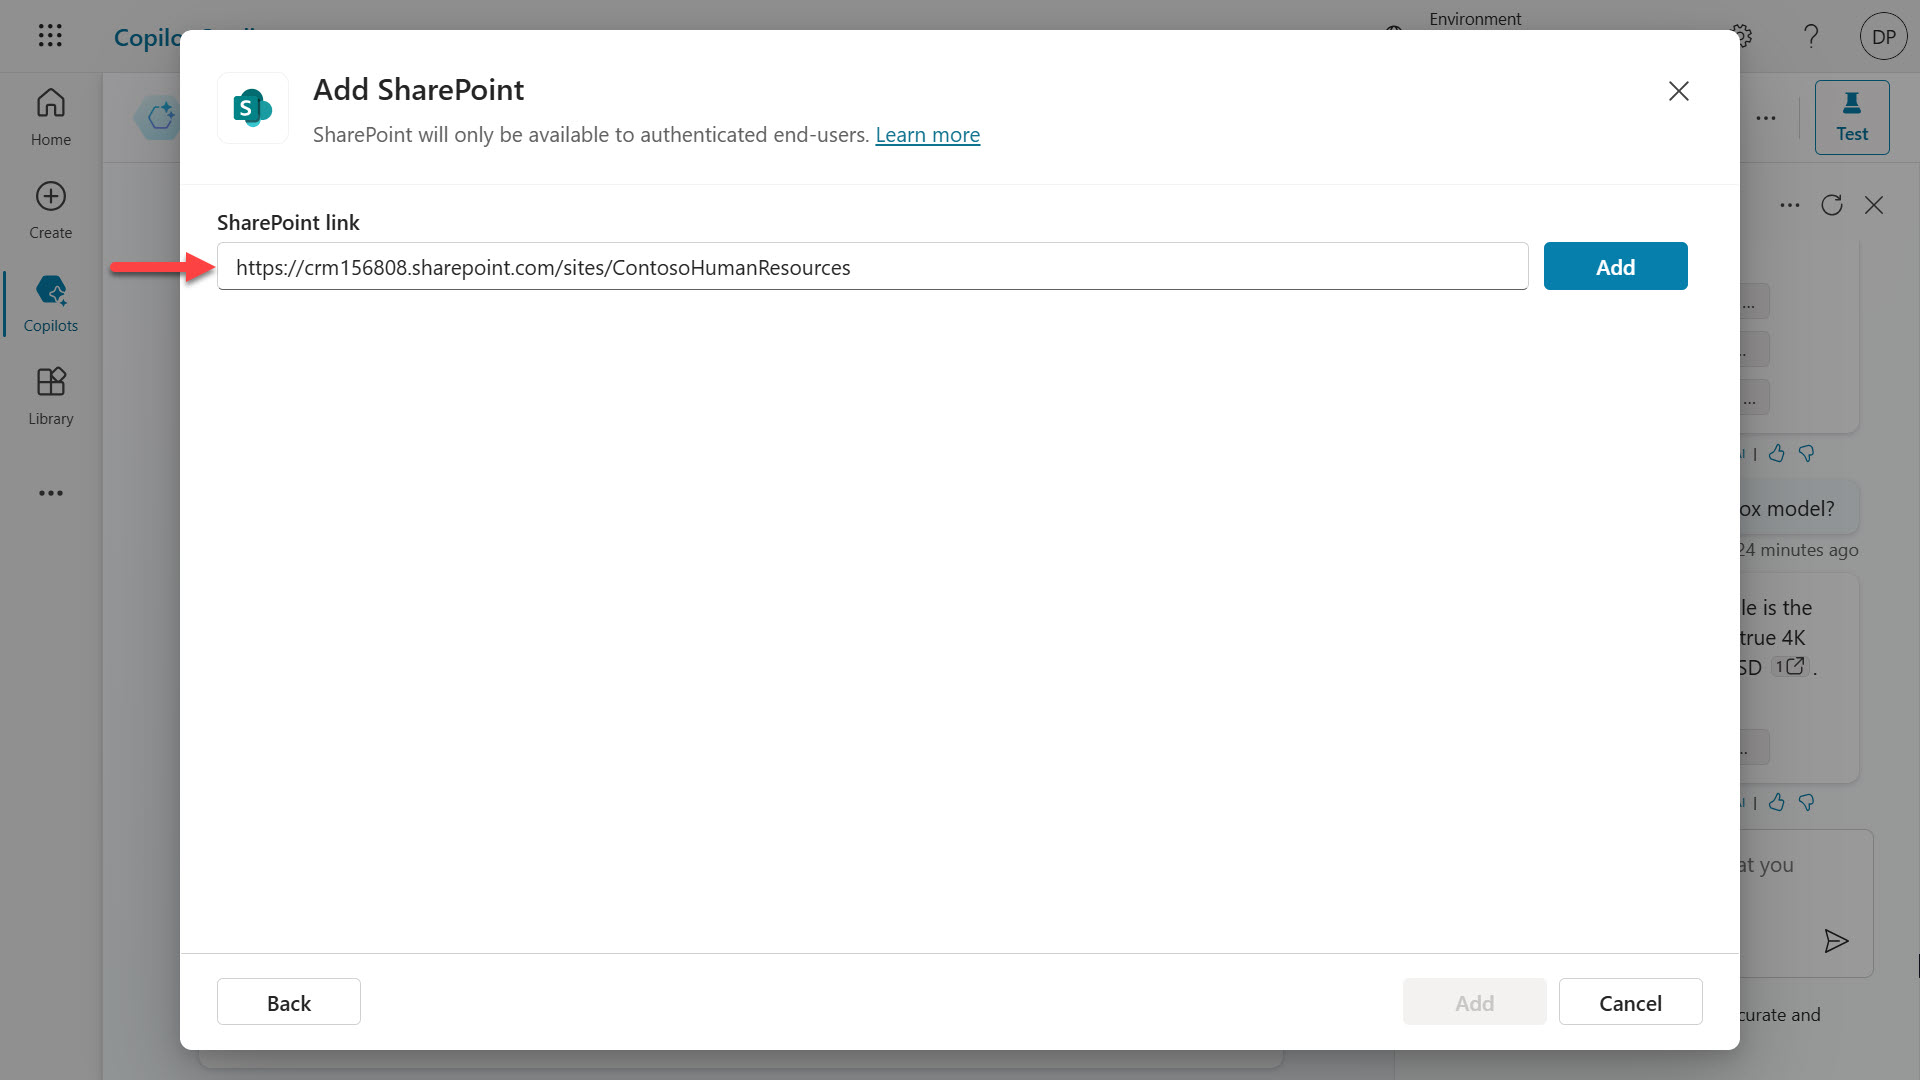 Environment
Copilo
DP
Home
Create
Copilots
Library
Test
Add SharePoint
SharePoint will only be available to authenticated end-users. Learn more
SharePoint link
https://crm156808.sharepoint.com/sites/ContosoHumanResources
Add
ox model?
24 minutes ago
le is the
true 4K
SD 1 .
at you
curate and
Back
Add
Cancel